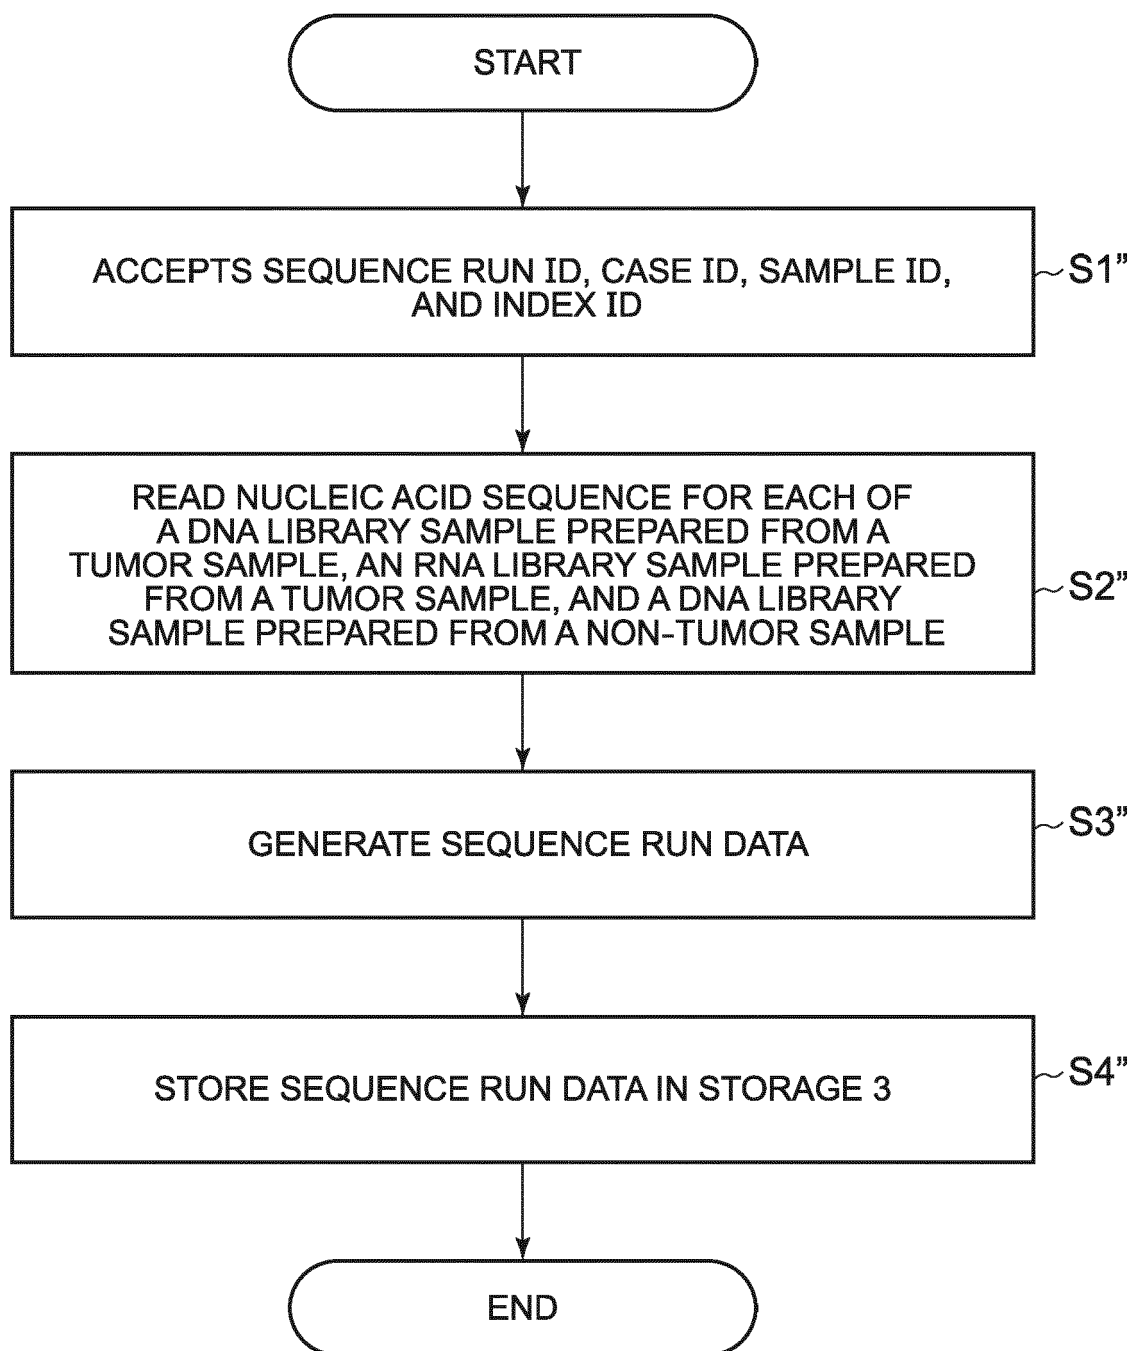 START
ACCEPTS SEQUENCE RUN ID, CASE ID, SAMPLE ID,
AND INDEX ID
S1”
READ NUCLEIC ACID SEQUENCE FOR EACH OF
A DNA LIBRARY SAMPLE PREPARED FROM A
TUMOR SAMPLE, AN RNA LIBRARY SAMPLE PREPARED
FROM A TUMOR SAMPLE, AND A DNA LIBRARY
SAMPLE PREPARED FROM A NON-TUMOR SAMPLE
S2”
GENERATE SEQUENCE RUN DATA
S3”
STORE SEQUENCE RUN DATA IN STORAGE 3
S4”
END